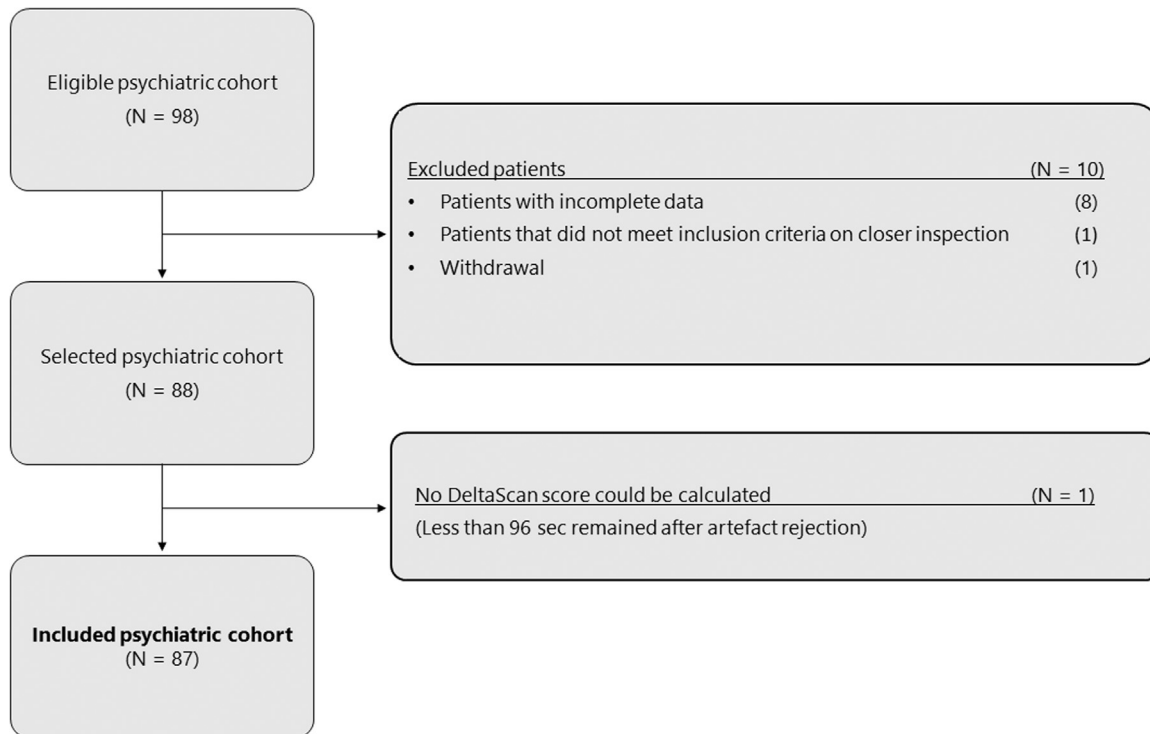 Eligible psychiatric cohort
(N = 98)
Excluded patients (N = 10)
• Patients with incomplete data (8)
• Patients that did not meet inclusion criteria on closer inspection (1)
• Withdrawal (1)
Selected psychiatric cohort
(N = 88)
No DeltaScan score could be calculated (N = 1)
(Less than 96 sec remained after artefact rejection)
Included psychiatric cohort
(N = 87)